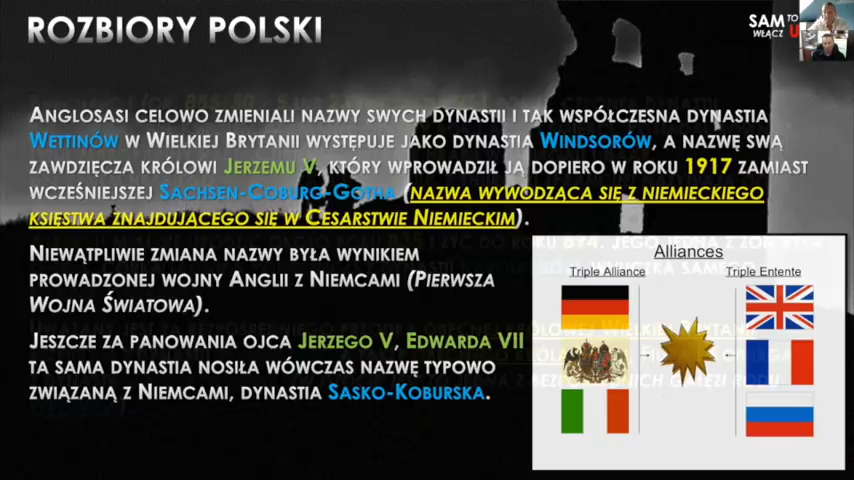 ROZBIORY POLSKI
SAM TO
WŁĄCZ
ANGLOSASI CELOWO ZMIENIALI NAZWY SWYCH DYNASTII I TAK WSPÓŁCZESNA DYNASTIA
WETTINÓW W WIELKIEJ BRYTANII WYSTĘPUJE JAKO DYNASTIA WINDSORÓW, A NAZWĘ SWĄ
ZAWDZIĘCZA KRÓLOWI JERZEMU V, KTÓRY WPROWADZIŁ JĄ DOPIERO W ROKU 1917 ZAMIAST
WCZEŚNIEJSZEJ SACHSEN-COBURG-GOTHA (NAZWA WYWODZĄCA SIĘ Z NIEMIECKIEGO
KSIĘSTWA ZNAJDUJĄCEGO SIĘ W CESARSTWIE NIEMIECKIM).
NIEWĄTPLIWIE ZMIANA NAZWY BYŁA WYNIKIEM
PROWADZONEJ WOJNY ANGLII Z NIEMCAMI (PIERWSZA
WOJNA ŚWIATOWA).
JESZCZE ZA PANOWANIA OJCA JERZEGO V, EDWARDA VII
TA SAMA DYNASTIA NOSIŁA WÓWCZAS NAZWĘ TYPOWO
ZWIĄZANĄ Z NIEMCAMI, DYNASTIA SASKO-KOBURSKA.
Alliances
Triple Alliance Triple Entente